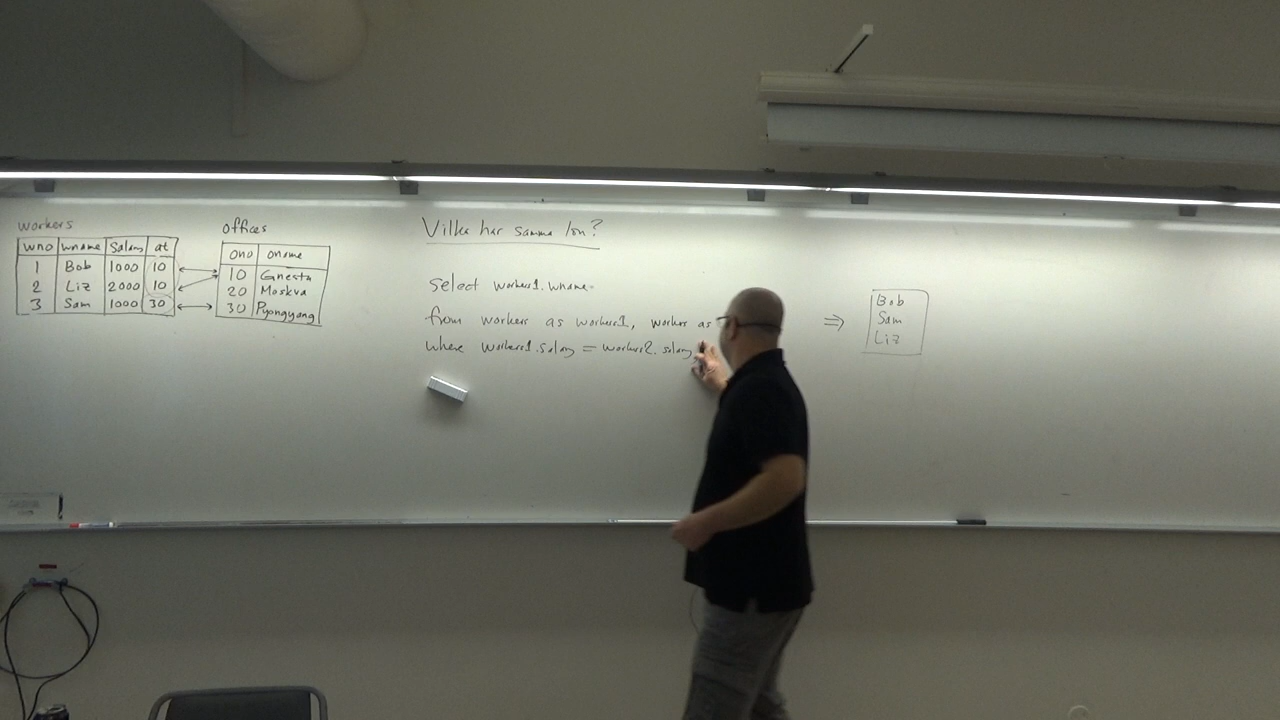 workers
wno wname Salary at
1 Bob 1000 10
2 Liz 2000 10
3 Sam 1000 30
offices
ono oname
10 Gnesta
20 Moskva
30 Pyongyang
Vilka har samma lön?
select workers1.wname
from workers as workers1, workers as
where workers1.salary = workers2.salary
⇒
Bob
Sam
Liz